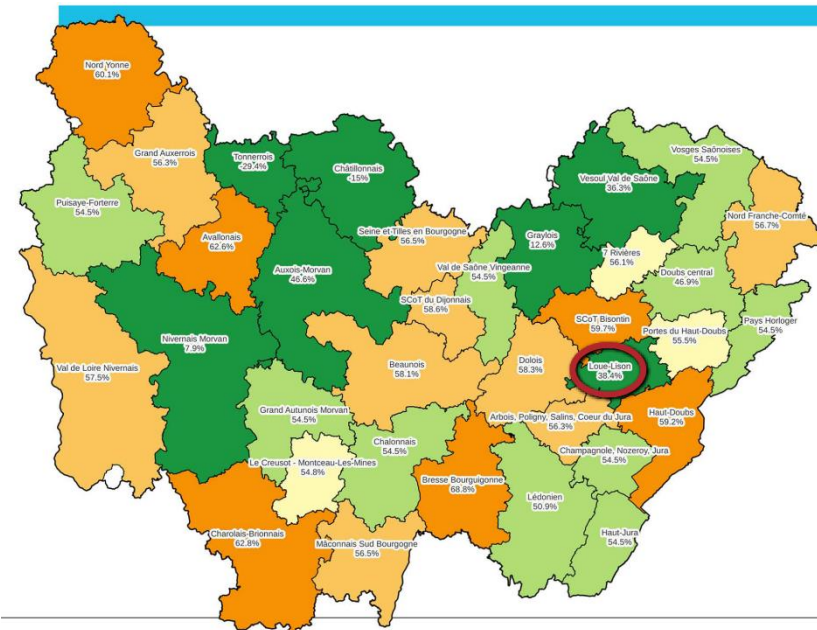 Nord Yonne
60.1%
Grand Auxerrois
56.3%
Tonnerrois
-29.4%
Châtillonnais
-15%
Vosges Saônoises
54.5%
Vesoul Val de Saône
36.3%
Puisaye-Forterre
54.5%
Nord Franche-Comté
56.7%
Avallonais
62.6%
Seine et Tilles en Bourgogne
56.5%
Graylois
12.6%
7 Rivières
56.1%
Auxois-Morvan
46.6%
Val de Saône Vingeanne
54.5%
Doubs central
46.9%
SCoT du Dijonnais
58.6%
SCoT Bisontin
59.7%
Pays Horloger
54.5%
Portes du Haut-Doubs
55.5%
Nivernais Morvan
7.9%
Val de Loire Nivernais
57.5%
Beaunois
58.1%
Dolois
58.3%
Loue-Lison
38.4%
Grand Autunois Morvan
54.5%
Arbois, Poligny, Salins, Coeur du Jura
56.3%
Haut-Doubs
59.2%
Chalonnais
54.5%
Champagnole, Nozeroy, Jura
54.5%
Le Creusot - Montceau-Les-Mines
54.8%
Bresse Bourguigonne
68.8%
Lédonien
50.9%
Charolais-Brionnais
62.8%
Mâconnais Sud Bourgogne
56.5%
Haut-Jura
54.5%